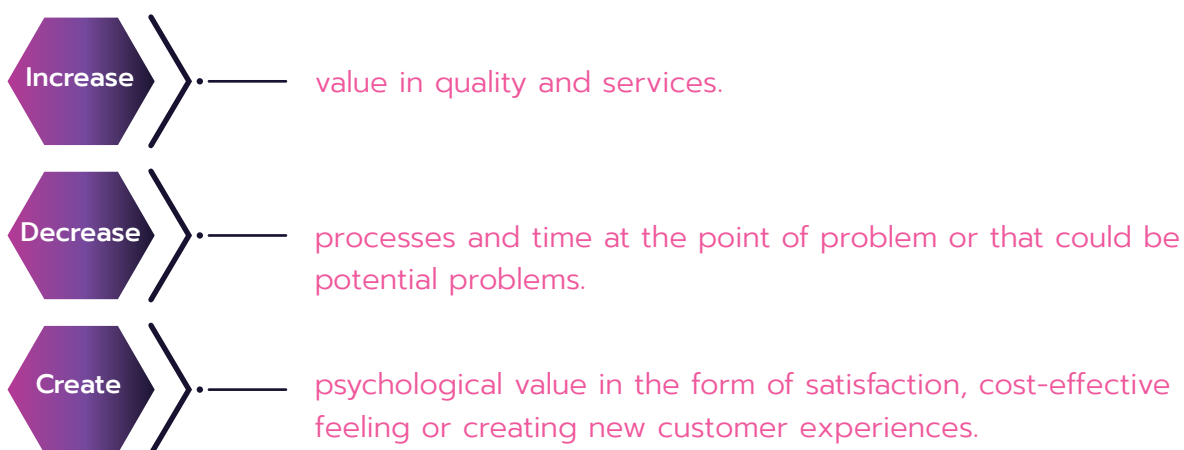 Increase
value in quality and services.
Decrease
processes and time at the point of problem or that could be
potential problems.
Create
psychological value in the form of satisfaction, cost-effective
feeling or creating new customer experiences.